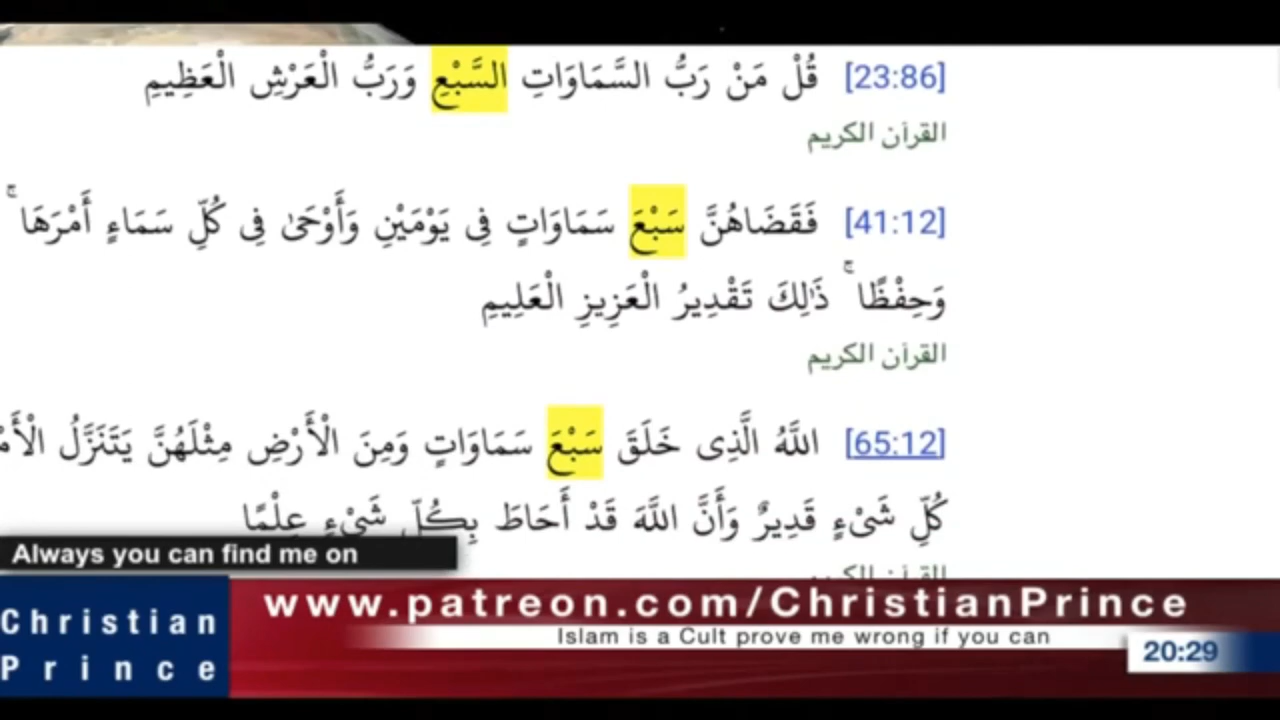 [23:86] قُلْ مَنْ رَبُّ السَّمَاوَاتِ السَّبْعِ وَرَبُّ الْعَرْشِ الْعَظِيمِ
القرآن الكريم
[41:12] فَقَضَاهُنَّ سَبْعَ سَمَاوَاتٍ فِى يَوْمَيْنِ وَأَوْحَىٰ فِى كُلِّ سَمَاءٍ أَمْرَهَا ۚ
وَحِفْظًا ۚ ذَٰلِكَ تَقْدِيرُ الْعَزِيزِ الْعَلِيمِ
القرآن الكريم
[65:12] اللَّهُ الَّذِى خَلَقَ سَبْعَ سَمَاوَاتٍ وَمِنَ الْأَرْضِ مِثْلَهُنَّ يَتَنَزَّلُ
كُلِّ شَىْءٍ قَدِيرٌ وَأَنَّ اللَّهَ قَدْ أَحَاطَ بِكُلِّ شَىْءٍ عِلْمًا
Always you can find me on
www.patreon.com/ChristianPrince
Islam is a Cult prove me wrong if you can
Christian
Prince
20:29